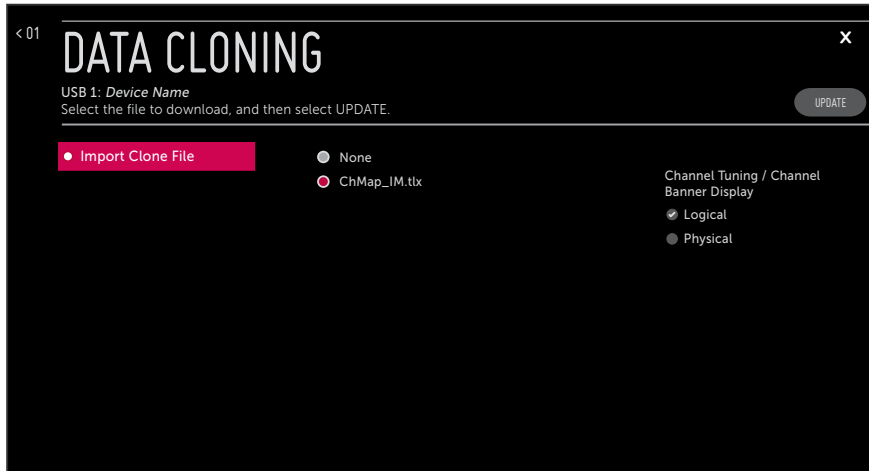 < 01
DATA CLONING
X
USB 1: Device Name
Select the file to download, and then select UPDATE.
UPDATE
Import Clone File
None
ChMap_IM.tlx
Channel Tuning / Channel
Banner Display
Logical
Physical